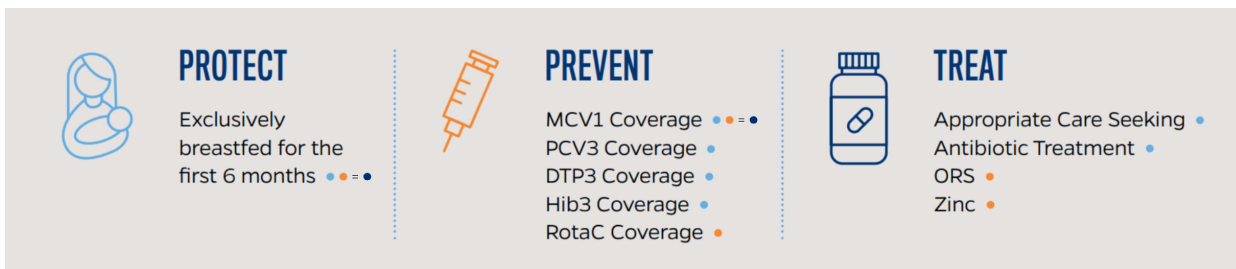 PROTECT
Exclusively
breastfed for the
first 6 months
PREVENT
MCV1 Coverage
PCV3 Coverage
DTP3 Coverage
Hib3 Coverage
RotaC Coverage
TREAT
Appropriate Care Seeking
Antibiotic Treatment
ORS
Zinc